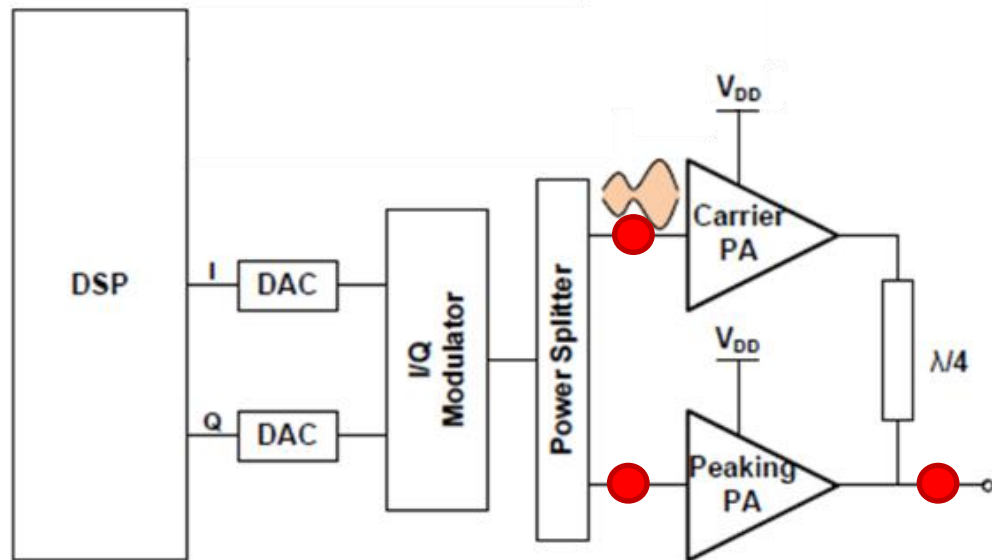 DSP
I
DAC
Q
DAC
I/Q
Modulator
Power Splitter
VDD
Carrier
PA
VDD
Peaking
PA
λ/4